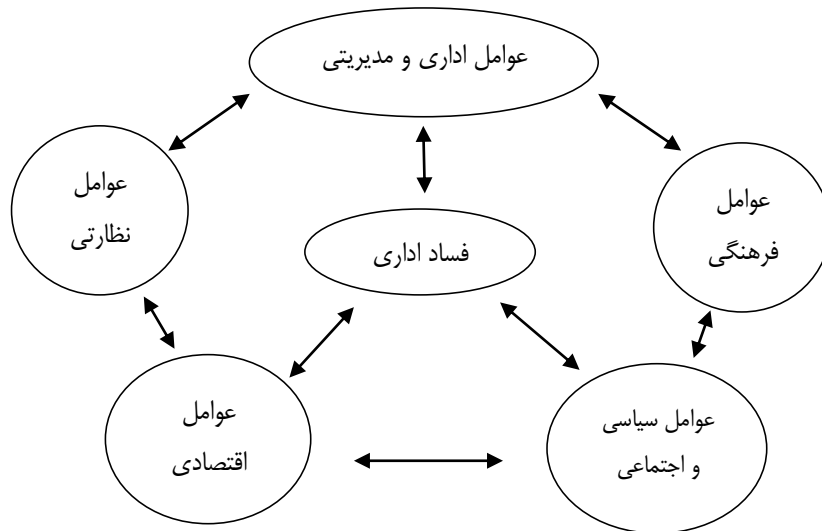 عوامل اداری و مدیریتی
عوامل
نظارتی
عوامل
فرهنگی
فساد اداری
عوامل
اقتصادی
عوامل سیاسی
و اجتماعی